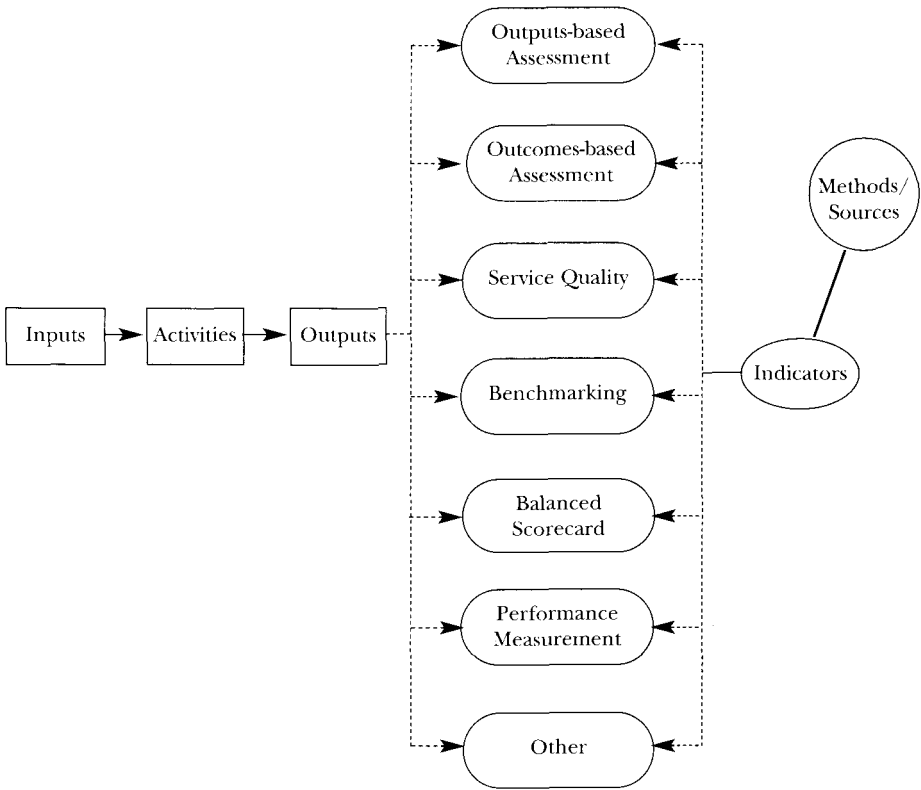 Outputs-based
Assessment
Outcomes-based
Assessment
Methods/
Sources
Service Quality
Inputs
Activities
Outputs
Indicators
Benchmarking
Balanced
Scorecard
Performance
Measurement
Other